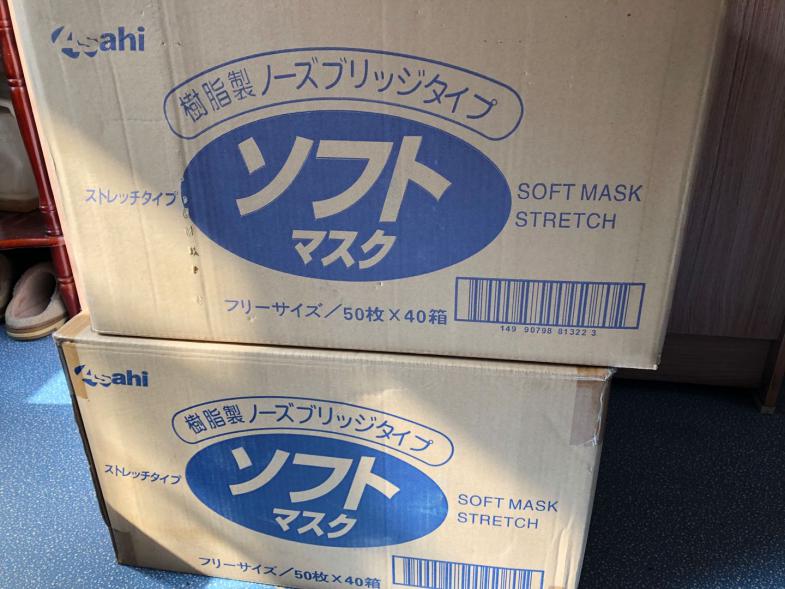 Asahi
樹脂製ノーズブリッジタイプ
ストレッチタイプ
ソフト
マスク
SOFT MASK
STRETCH
フリーサイズ/50枚×40箱
149 90798 81322 3
Asahi
樹脂製ノーズブリッジタイプ
ストレッチタイプ
ソフト
マスク
SOFT MASK
STRETCH
フリーサイズ/50枚×40箱